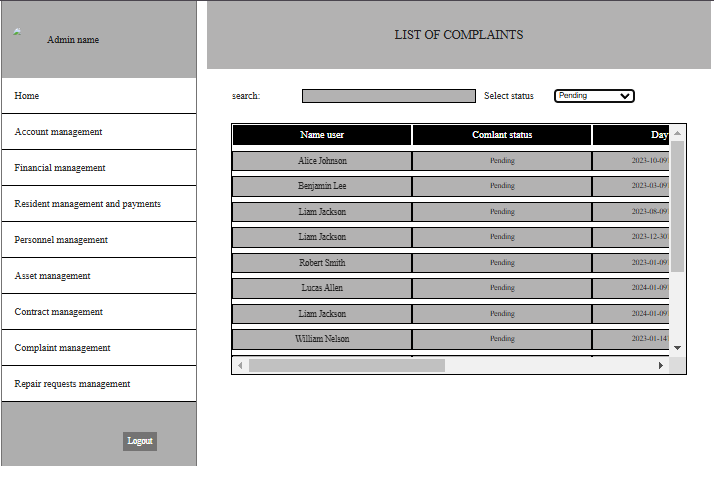 Admin name
Home
Account management
Financial management
Resident management and payments
Personnel management
Asset management
Contract management
Complaint management
Repair requests management
Logout
LIST OF COMPLAINTS
search: Select status Pending
Name user Comlant status Day
Alice Johnson Pending 2023-10-09
Benjamin Lee Pending 2023-03-09
Liam Jackson Pending 2023-08-09
Liam Jackson Pending 2023-12-30
Robert Smith Pending 2023-01-09
Lucas Allen Pending 2024-01-09
Liam Jackson Pending 2024-01-09
William Nelson Pending 2023-01-14